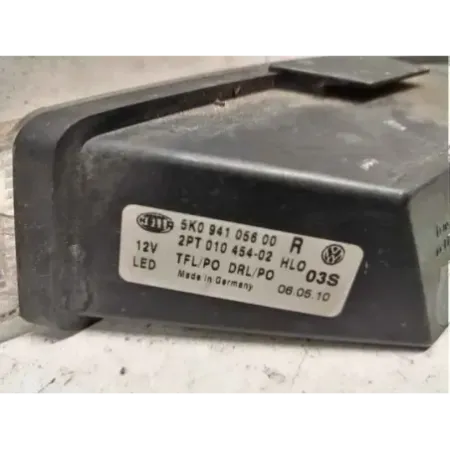 HELLA 5K0 941 056 00 R
12V 2PT 010 454-02 HLO
LED TFL/PO DRL/PO 03S
Made in Germany 06.05.10